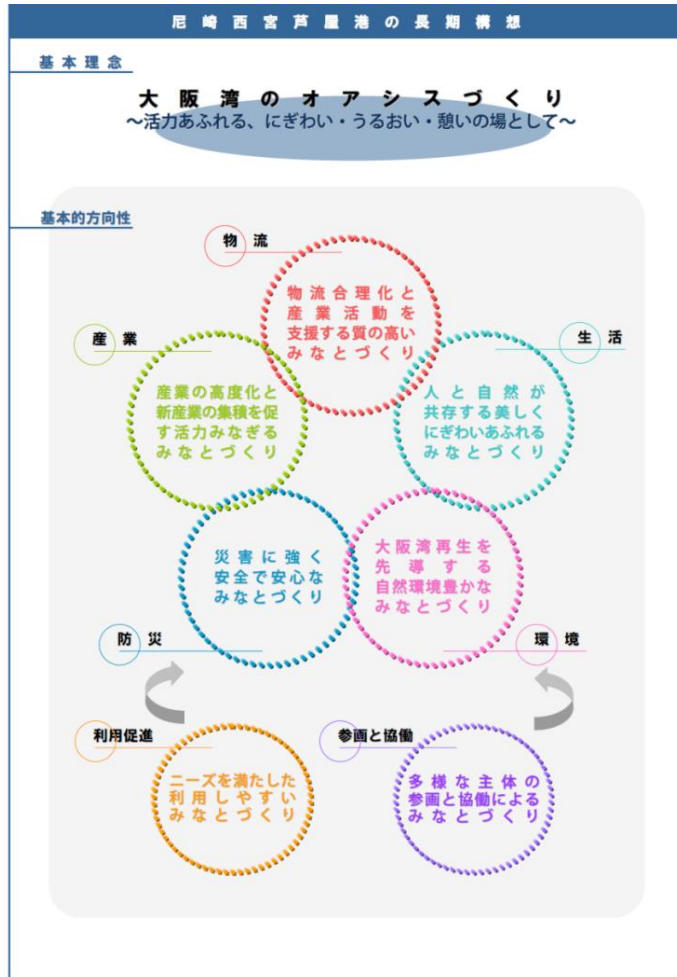 尼崎西宮芦屋港の長期構想
基本理念
大阪湾のオアシスづくり
～活力あふれる、にぎわい・うるおい・憩いの場として～
基本的方向性
物流
物流合理化と
産業活動を
支援する質の高い
みなとづくり
産業
産業の高度化と
新産業の集積を促
す活力みなぎる
みなとづくり
生活
人と自然が
共存する美しく
にぎわいあふれる
みなとづくり
災害に強く
安全で安心な
みなとづくり
防災
大阪湾再生を
先導する
自然環境豊かな
みなとづくり
環境
利用促進
ニーズを満たした
利用しやすい
みなとづくり
参画と協働
多様な主体の
参画と協働による
みなとづくり